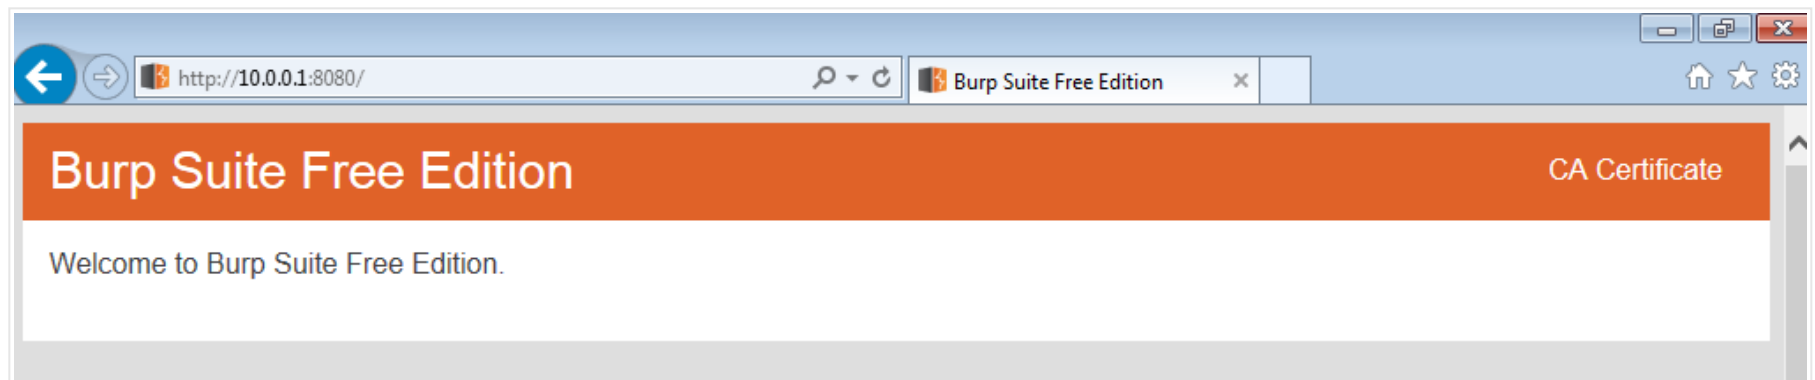 http://10.0.0.1:8080/
Burp Suite Free Edition
Burp Suite Free Edition
CA Certificate
Welcome to Burp Suite Free Edition.